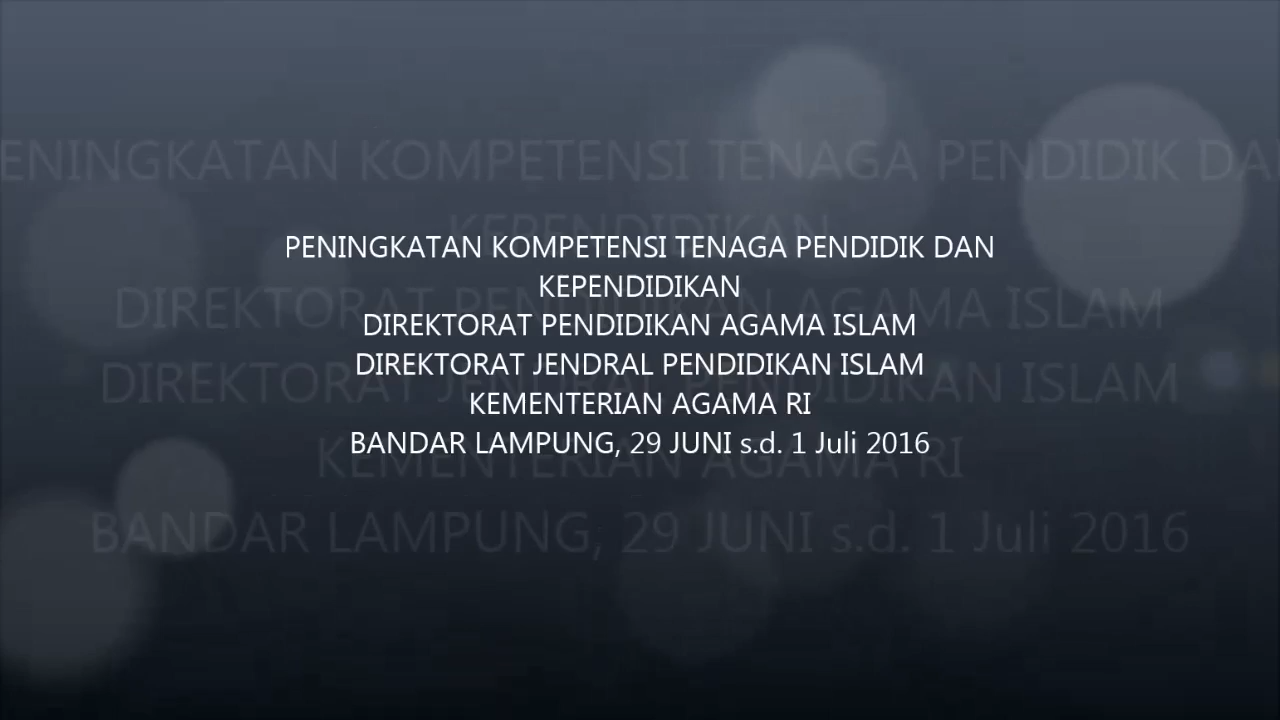 PENINGKATAN KOMPETENSI TENAGA PENDIDIK DAN
KEPENDIDIKAN
DIREKTORAT PENDIDIKAN AGAMA ISLAM
DIREKTORAT JENDRAL PENDIDIKAN ISLAM
KEMENTERIAN AGAMA RI
BANDAR LAMPUNG, 29 JUNI s.d. 1 Juli 2016